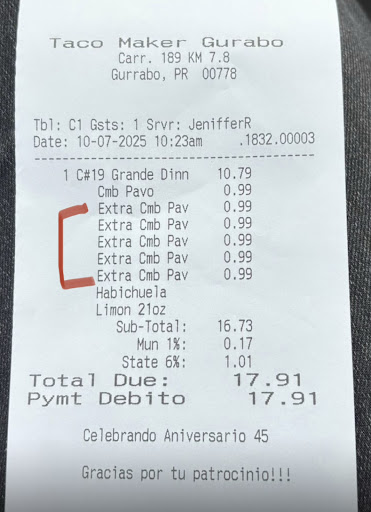 Taco Maker Gurabo
Carr. 189 KM 7.8
Gurrabo, PR 00778
Tbl: C1 Gsts: 1 Srvr: JenifferR
Date: 10-07-2025 10:23am .1832.00003
1 C#19 Grande Dinn 10.79
Cmb Pavo 0.99
Extra Cmb Pav 0.99
Extra Cmb Pav 0.99
Extra Cmb Pav 0.99
Extra Cmb Pav 0.99
Extra Cmb Pav 0.99
Habichuela
Limon 21oz
Sub-Total: 16.73
Mun 1%: 0.17
State 6%: 1.01
Total Due: 17.91
Pymt Debito 17.91
Celebrando Aniversario 45
Gracias por tu patrocinio!!!